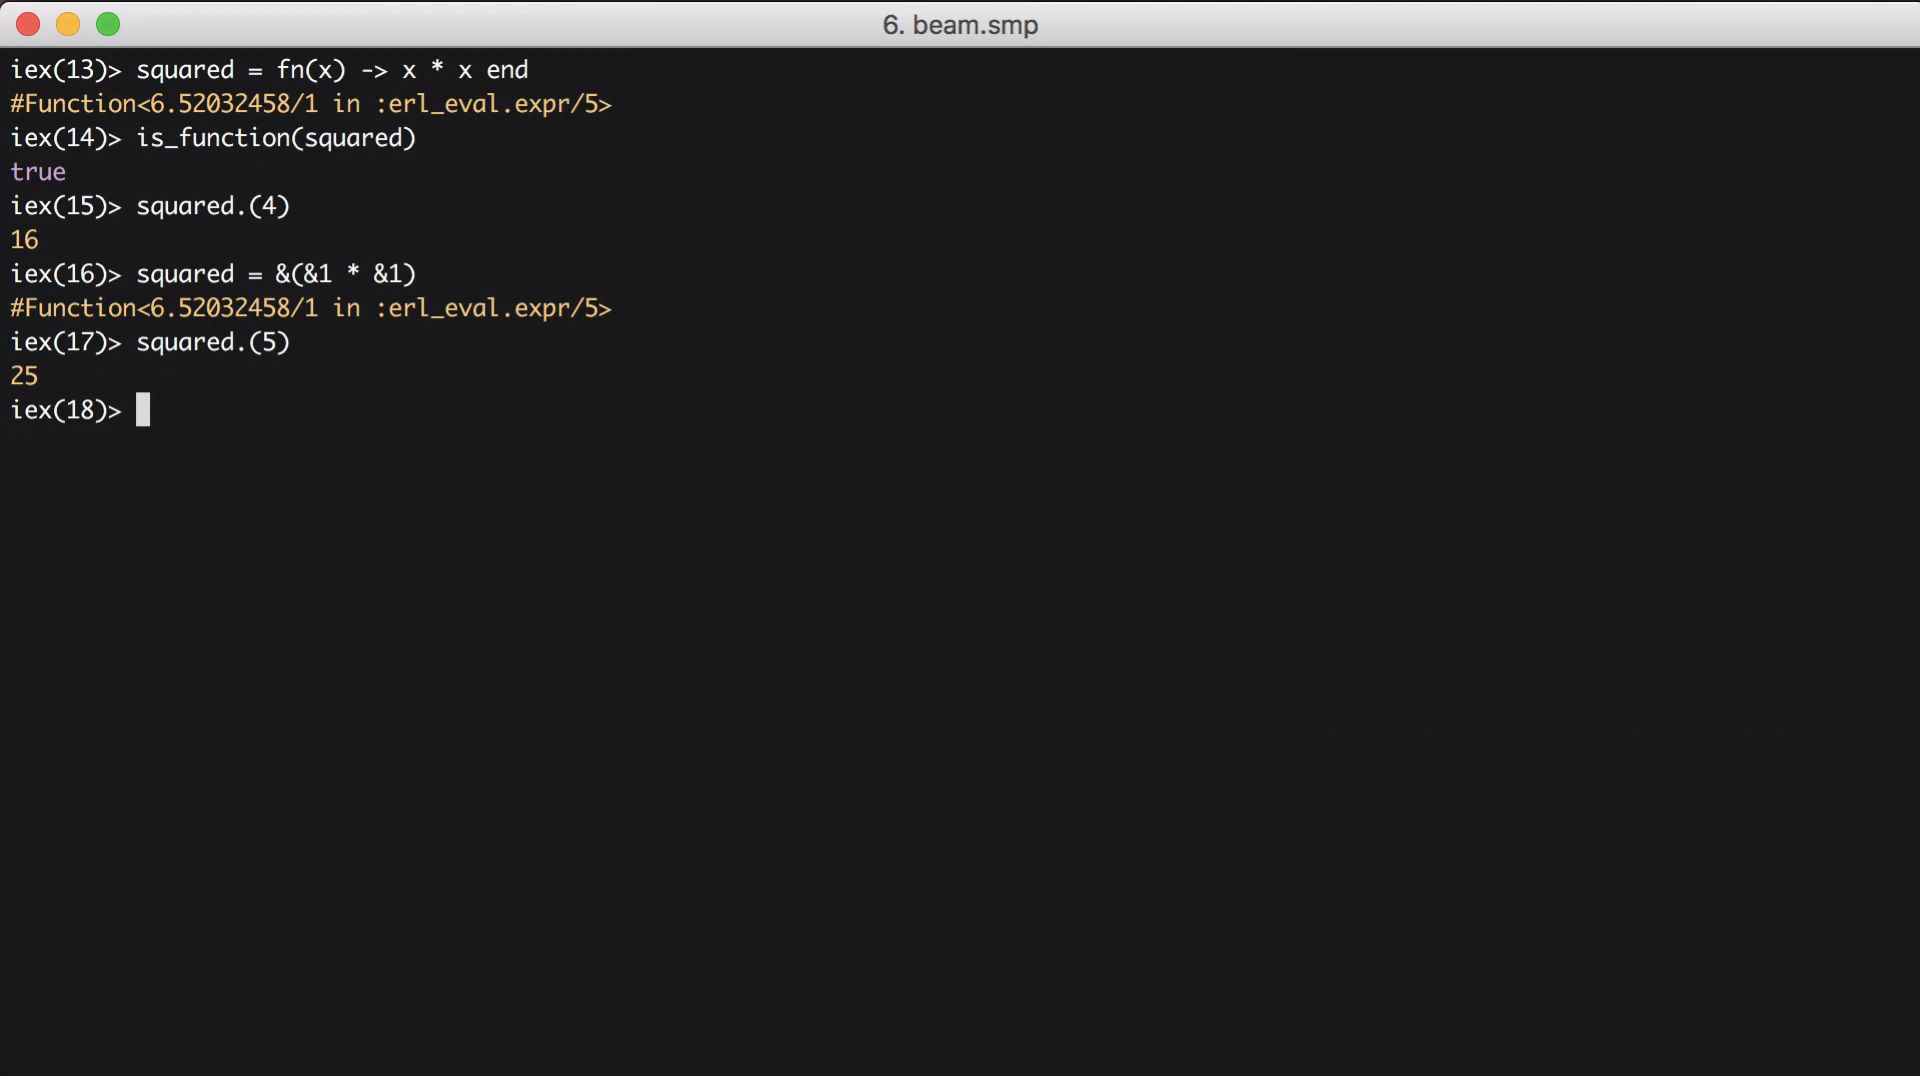 6. beam.smp
iex(13)> squared = fn(x) -> x * x end
#Function<6.52032458/1 in :erl_eval.expr/5>
iex(14)> is_function(squared)
true
iex(15)> squared.(4)
16
iex(16)> squared = &(&1 * &1)
#Function<6.52032458/1 in :erl_eval.expr/5>
iex(17)> squared.(5)
25
iex(18)>